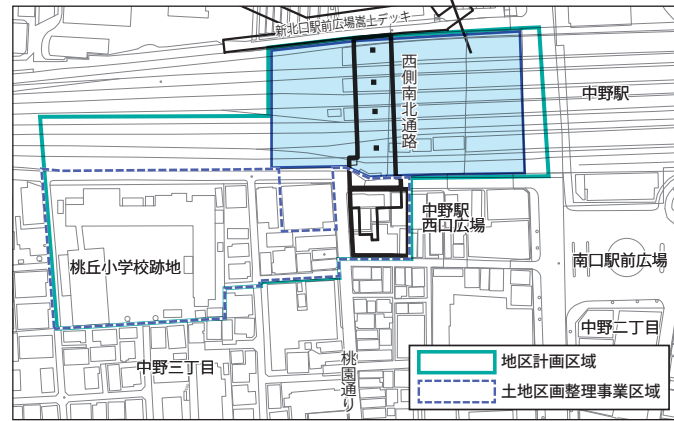 新北口駅前広場嵩土デッキ
西側南北通路
中野駅
中野駅
西口広場
桃丘小学校跡地
南口駅前広場
中野二丁目
中野三丁目
桃園通り
地区計画区域
土地区画整理事業区域